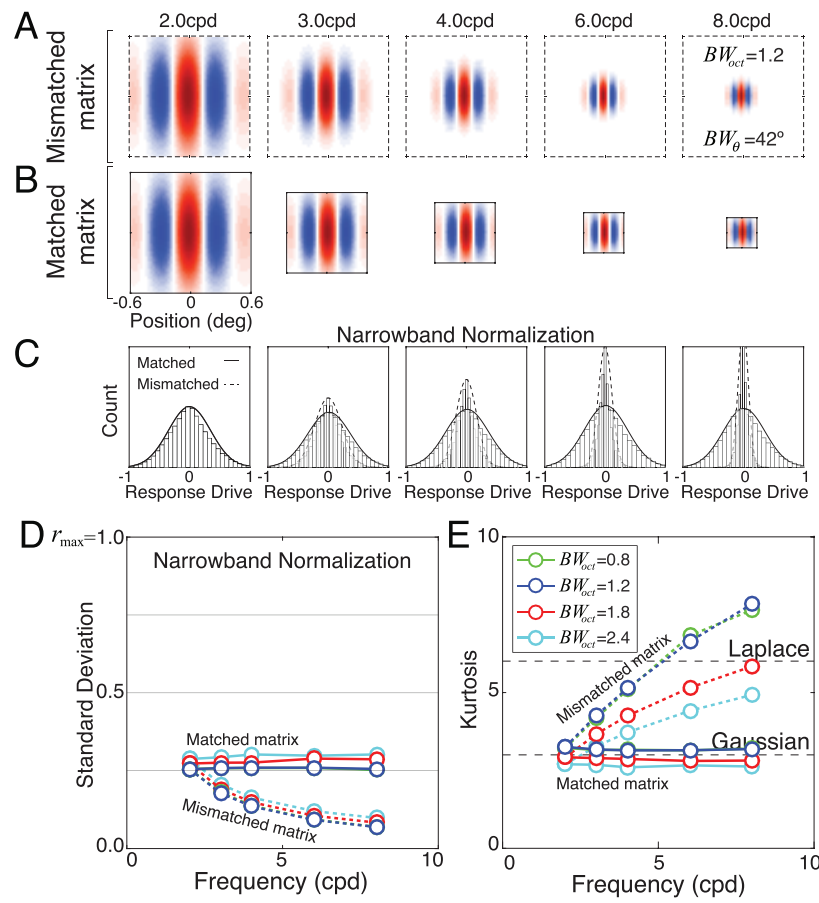 A
2.0cpd 3.0cpd 4.0cpd 6.0cpd 8.0cpd
Mismatched
matrix
BWoct=1.2
BWθ=42º
B
Matched
matrix
-0.6 0 0.6
Position (deg)
C
Narrowband Normalization
Matched
Mismatched
Count
-1 0 1 -1 0 1 -1 0 1 -1 0 1 -1 0 1
Response Drive Response Drive Response Drive Response Drive Response Drive
D
rmax=1.0
Narrowband Normalization
Standard Deviation
0.5
Matched matrix
Mismatched matrix
0.0
0 5 10
Frequency (cpd)
E
10
BWoct=0.8
BWoct=1.2
BWoct=1.8
BWoct=2.4
Kurtosis
Mismatched matrix
Laplace
5
Gaussian
Matched matrix
0
0 5 10
Frequency (cpd)